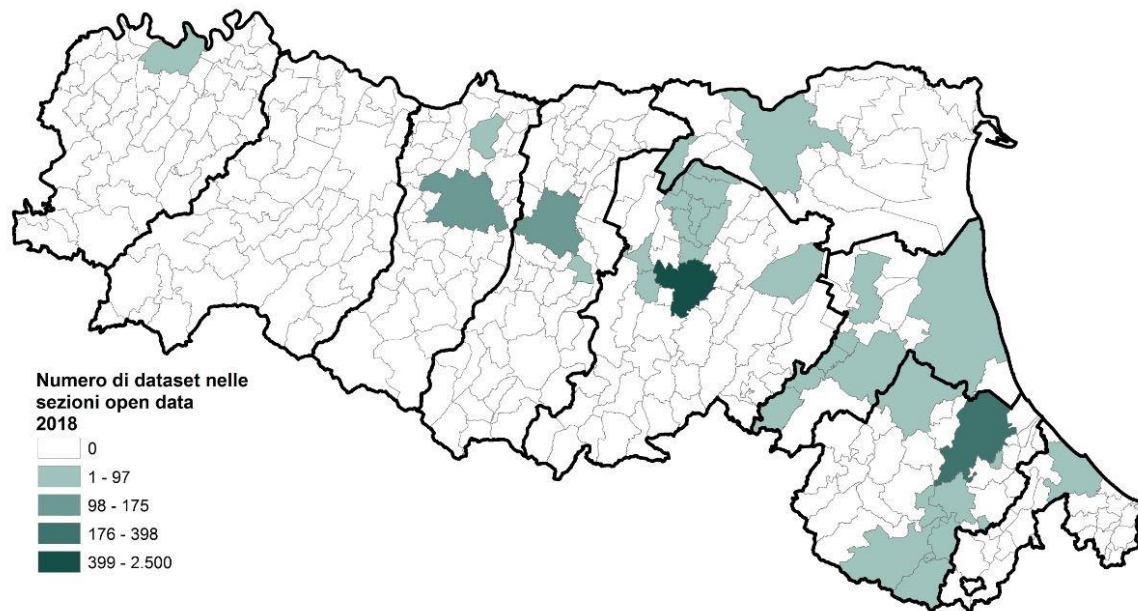 Numero di dataset nelle
sezioni open data
2018
0
1 - 97
98 - 175
176 - 398
399 - 2.500